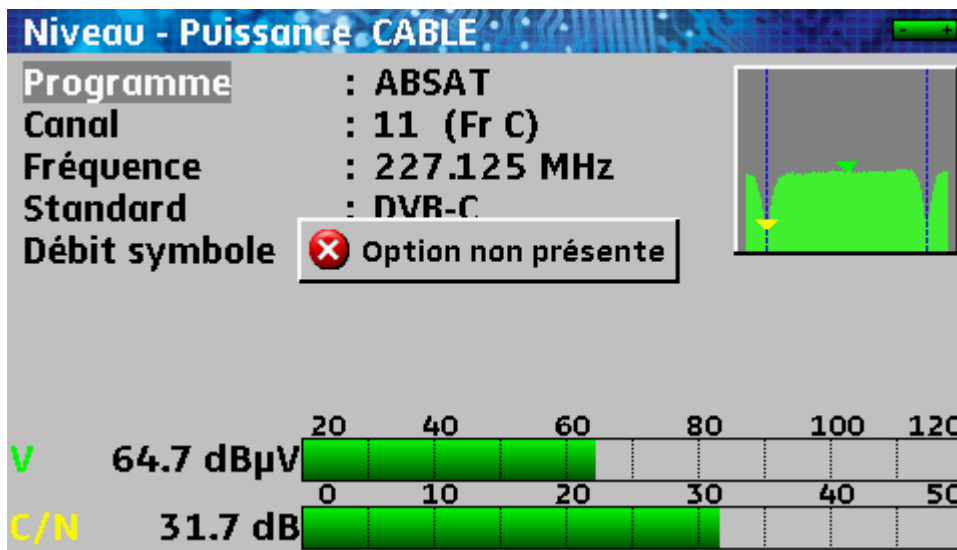 Niveau - Puissance CABLE
- +
Programme : ABSAT
Canal : 11 (Fr C)
Fréquence : 227.125 MHz
Standard : DVB-C
Débit symbole
Option non présente
20 40 60 80 100 120
V 64.7 dBµV
0 10 20 30 40 50
C/N 31.7 dB